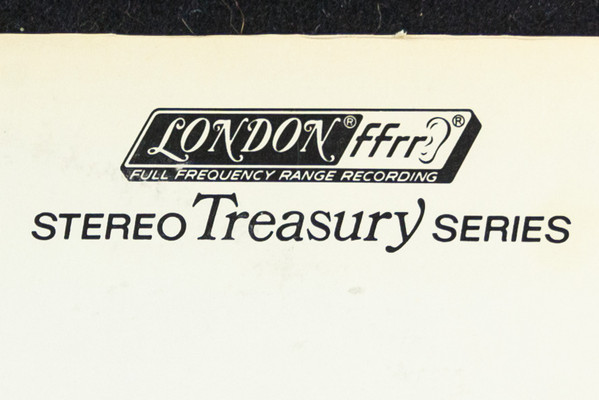 LONDON® ffrr®
FULL FREQUENCY RANGE RECORDING
STEREO Treasury SERIES